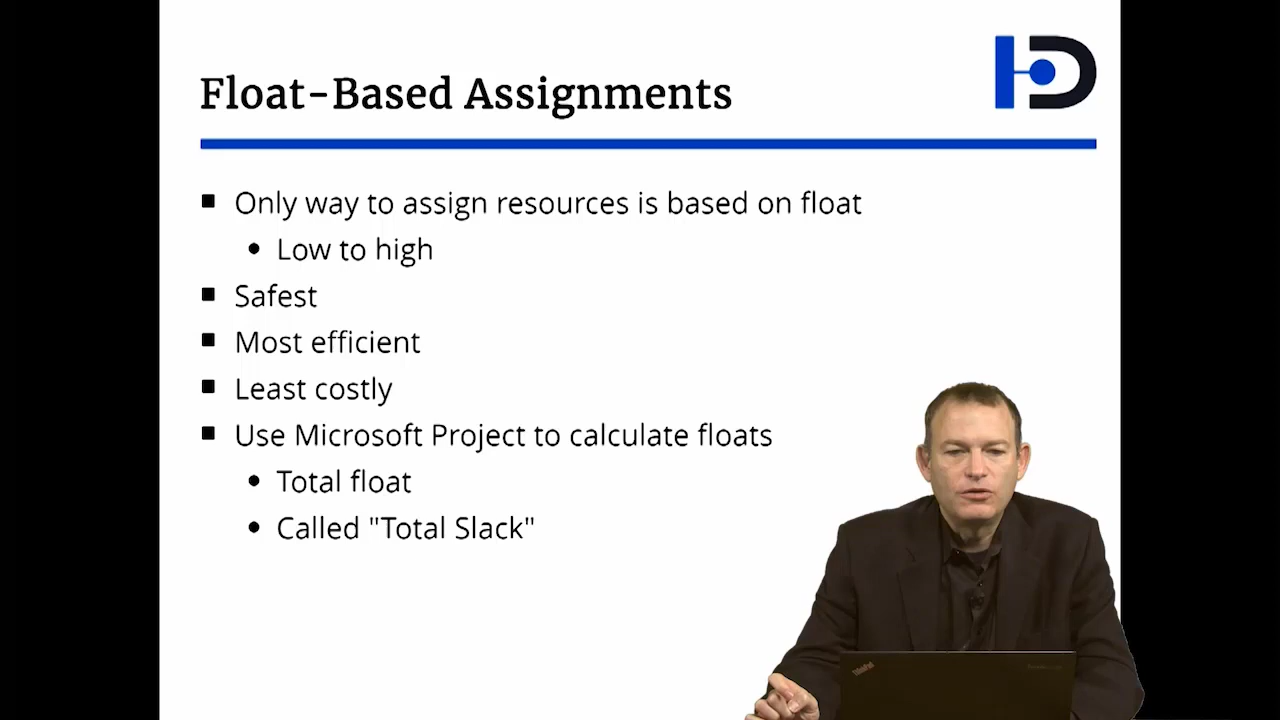 Float-Based Assignments
Only way to assign resources is based on float
Low to high
Safest
Most efficient
Least costly
Use Microsoft Project to calculate floats
Total float
Called "Total Slack"
ThinkPad